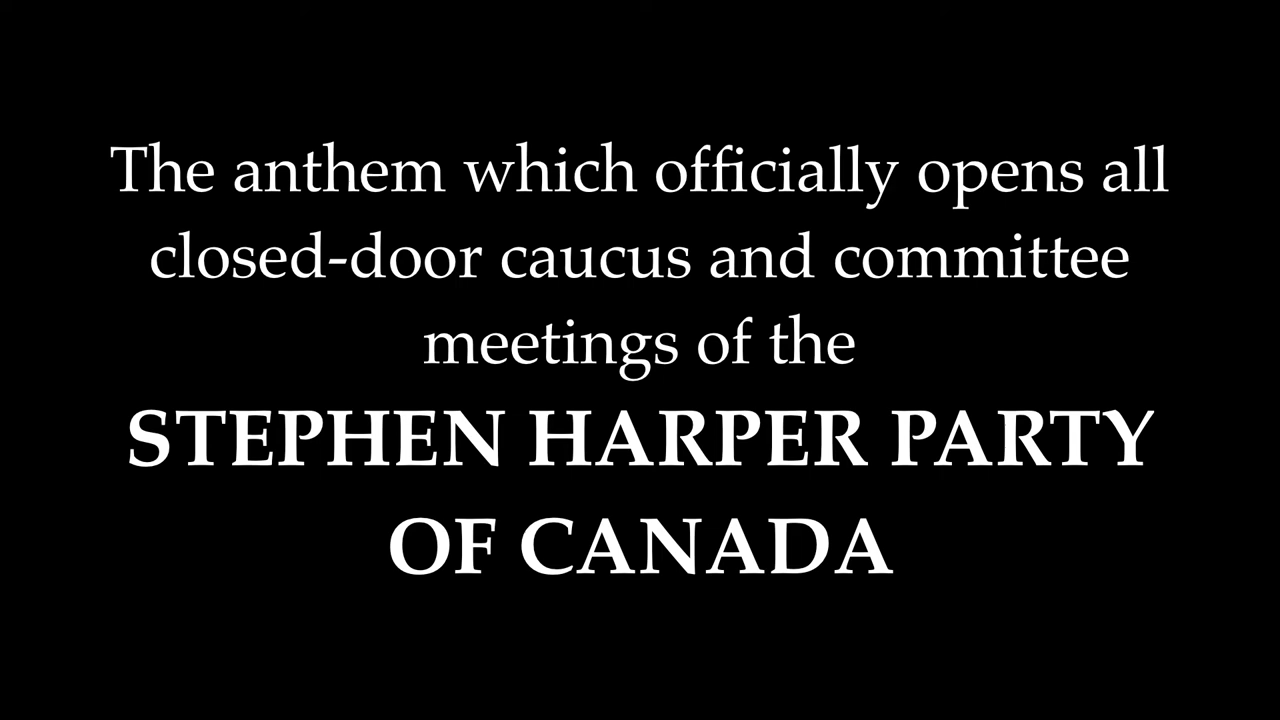 The anthem which officially opens all
closed-door caucus and committee
meetings of the
STEPHEN HARPER PARTY
OF CANADA